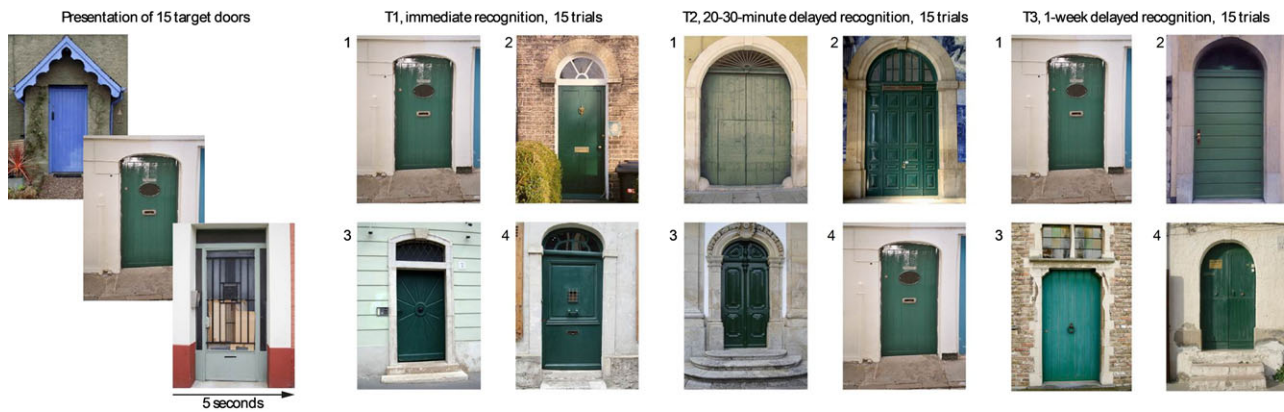 Presentation of 15 target doors
5 seconds
T1, immediate recognition, 15 trials
1
2
3
4
T2, 20-30-minute delayed recognition, 15 trials
1
2
3
4
T3, 1-week delayed recognition, 15 trials
1
2
3
4